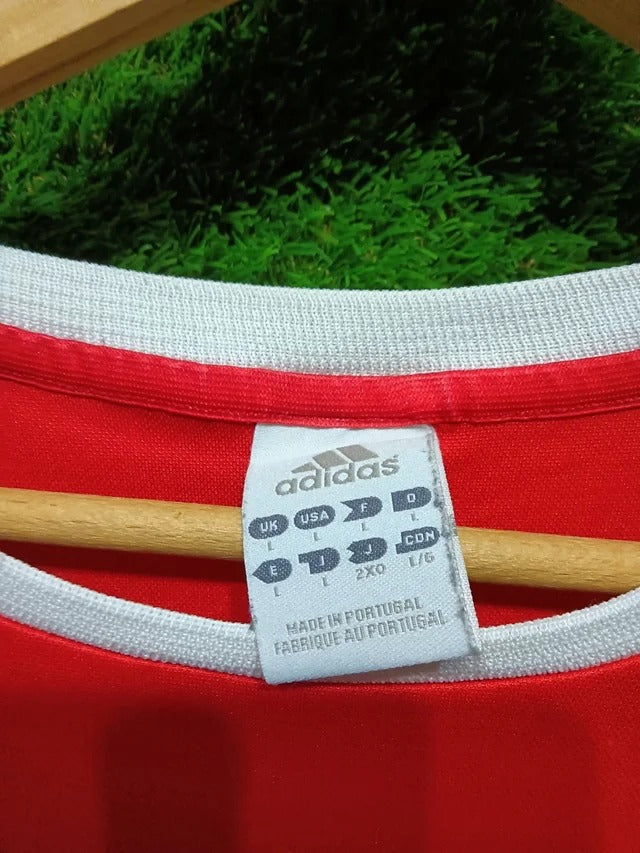 adidas
UK USA F D
L L L L
E J J CDN
L L 2XO L/G
MADE IN PORTUGAL
FABRIQUE AU PORTUGAL